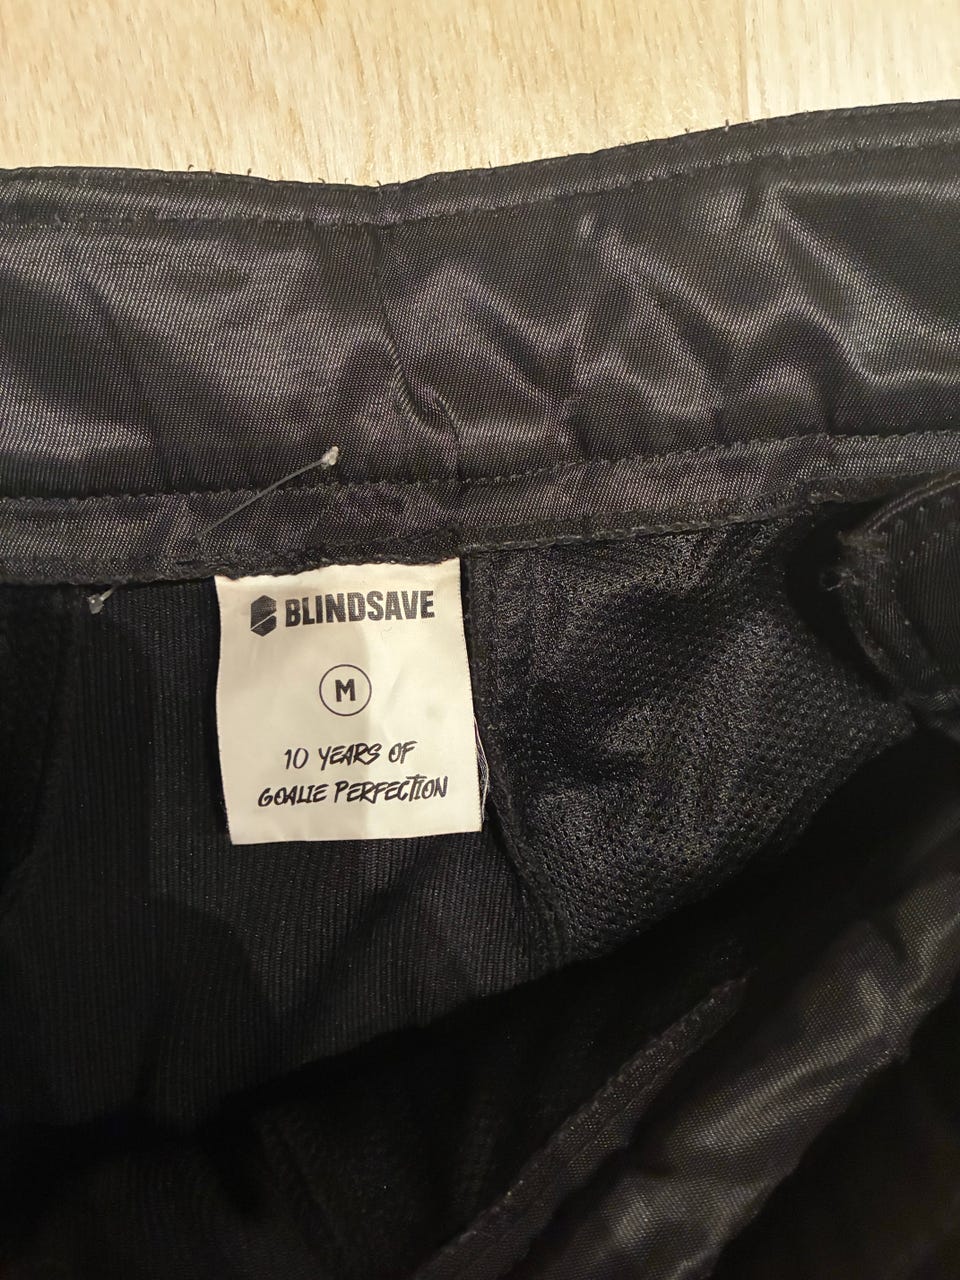 BLINDSAVE
M
10 YEARS OF
GOALIE PERFECTION